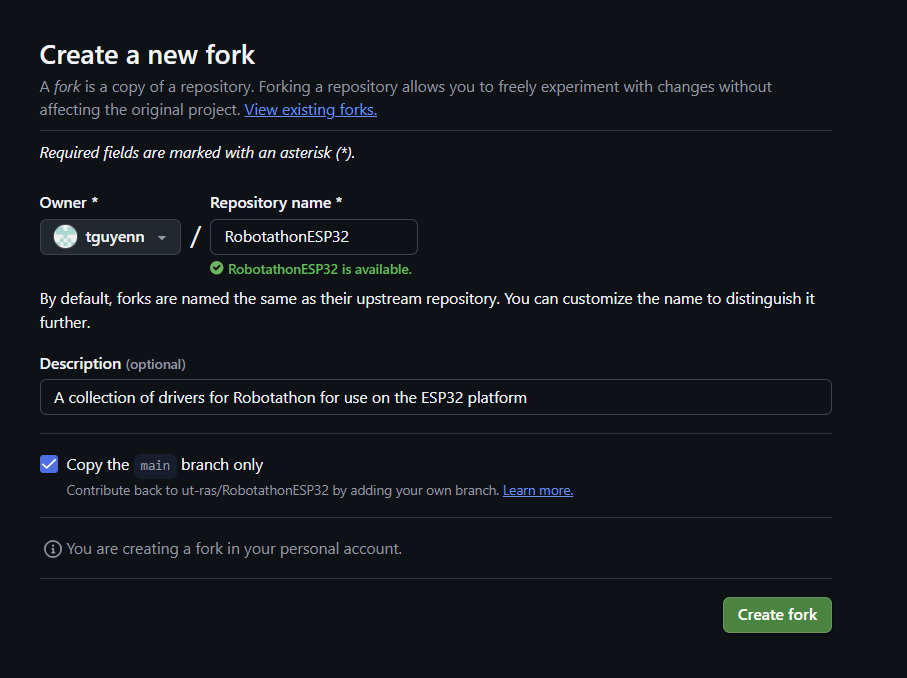 Create a new fork
A fork is a copy of a repository. Forking a repository allows you to freely experiment with changes without
affecting the original project. View existing forks.
Required fields are marked with an asterisk (*).
Owner *
Repository name *
tguyenn
/
RobotathonESP32
RobotathonESP32 is available.
By default, forks are named the same as their upstream repository. You can customize the name to distinguish it
further.
Description (optional)
A collection of drivers for Robotathon for use on the ESP32 platform
Copy the main branch only
Contribute back to ut-ras/RobotathonESP32 by adding your own branch. Learn more.
You are creating a fork in your personal account.
Create fork